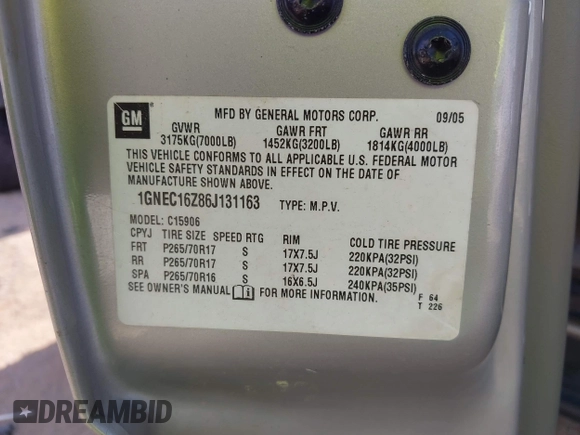 GM
MFD BY GENERAL MOTORS CORP. 09/05
GVWR GAWR FRT GAWR RR
3175KG(7000LB) 1452KG(3200LB) 1814KG(4000LB)
THIS VEHICLE CONFORMS TO ALL APPLICABLE U.S. FEDERAL MOTOR
VEHICLE SAFETY STANDARDS IN EFFECT ON THE DATE OF
MANUFACTURE SHOWN ABOVE.
1GNEC16Z86J131163 TYPE: M.P.V.
MODEL: C15906
CPYJ TIRE SIZE SPEED RTG RIM COLD TIRE PRESSURE
FRT P265/70R17 S 17X7.5J 220KPA(32PSI)
RR P265/70R17 S 17X7.5J 220KPA(32PSI)
SPA P265/70R16 S 16X6.5J 240KPA(35PSI)
SEE OWNER'S MANUAL FOR MORE INFORMATION. F 64
T 226
DREAMBID